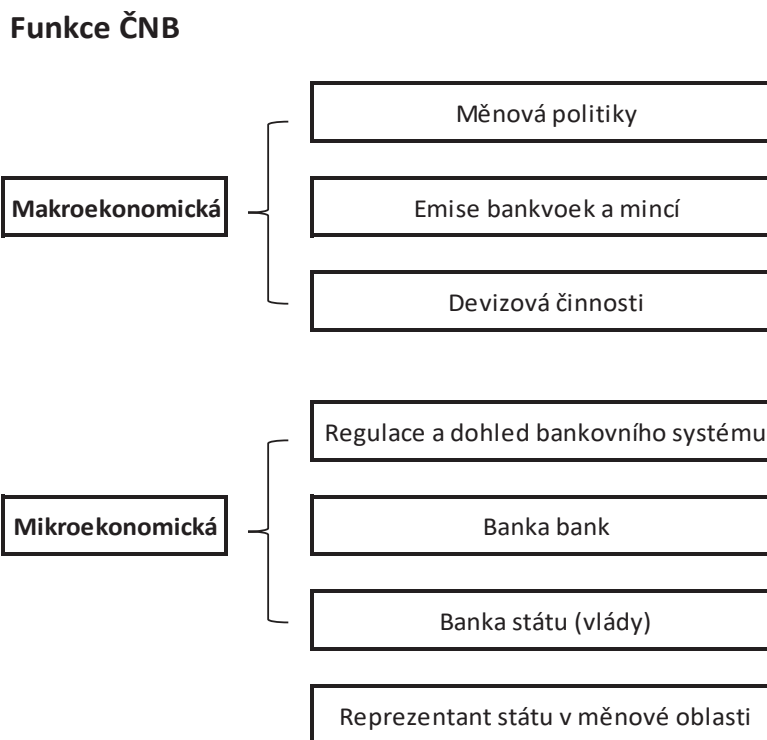 Funkce ČNB
Měnová politiky
Makroekonomická
Emise bankvoek a mincí
Devizová činnosti
Regulace a dohled bankovního systému
Mikroekonomická
Banka bank
Banka státu (vlády)
Reprezentant státu v měnové oblasti